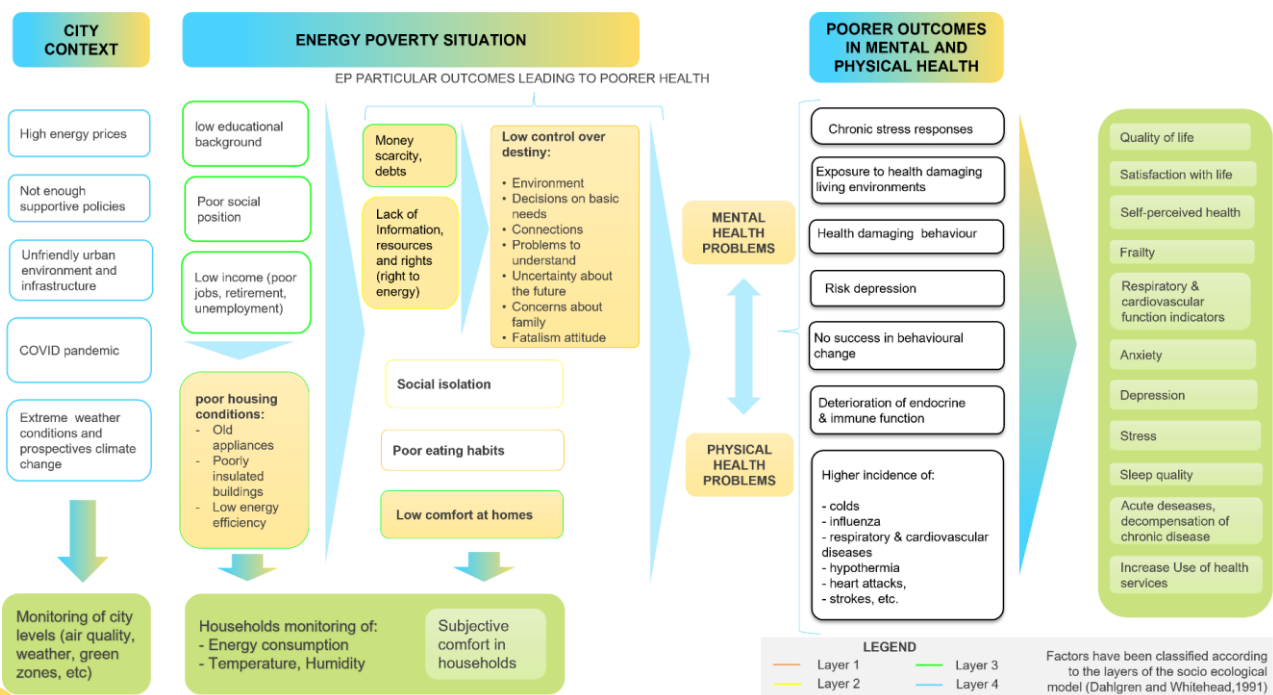 CITY
CONTEXT
ENERGY POVERTY SITUATION
POORER OUTCOMES
IN MENTAL AND
PHYSICAL HEALTH
EP PARTICULAR OUTCOMES LEADING TO POORER HEALTH
High energy prices
Not enough
supportive policies
Unfriendly urban
environment and
infrastructure
COVID pandemic
Extreme weather
conditions and
prospectives climate
change
Monitoring of city
levels (air quality,
weather, green
zones, etc)
low educational
background
Poor social
position
Low income (poor
jobs, retirement,
unemployment)
poor housing
conditions:
- Old
appliances
- Poorly
insulated
buildings
- Low energy
efficiency
Money
scarcity,
debts
Lack of
Information,
resources
and rights
(right to
energy)
Low control over
destiny:
• Environment
• Decisions on basic
needs
• Connections
• Problems to
understand
• Uncertainty about
the future
• Concerns about
family
• Fatalism attitude
Social isolation
Poor eating habits
Low comfort at homes
Households monitoring of:
- Energy consumption
- Temperature, Humidity
Subjective
comfort in
households
MENTAL
HEALTH
PROBLEMS
PHYSICAL
HEALTH
PROBLEMS
Chronic stress responses
Exposure to health damaging
living environments
Health damaging behaviour
Risk depression
No success in behavioural
change
Deterioration of endocrine
& immune function
Higher incidence of:
- colds
- influenza
- respiratory & cardiovascular
diseases
- hypothermia
- heart attacks,
- strokes, etc.
Quality of life
Satisfaction with life
Self-perceived health
Frailty
Respiratory &
cardiovascular
function indicators
Anxiety
Depression
Stress
Sleep quality
Acute deseases,
decompensation of
chronic disease
Increase Use of health
services
LEGEND
Layer 1
Layer 3
Layer 2
Layer 4
Factors have been classified according
to the layers of the socio ecological
model (Dahlgren and Whitehead,1991)